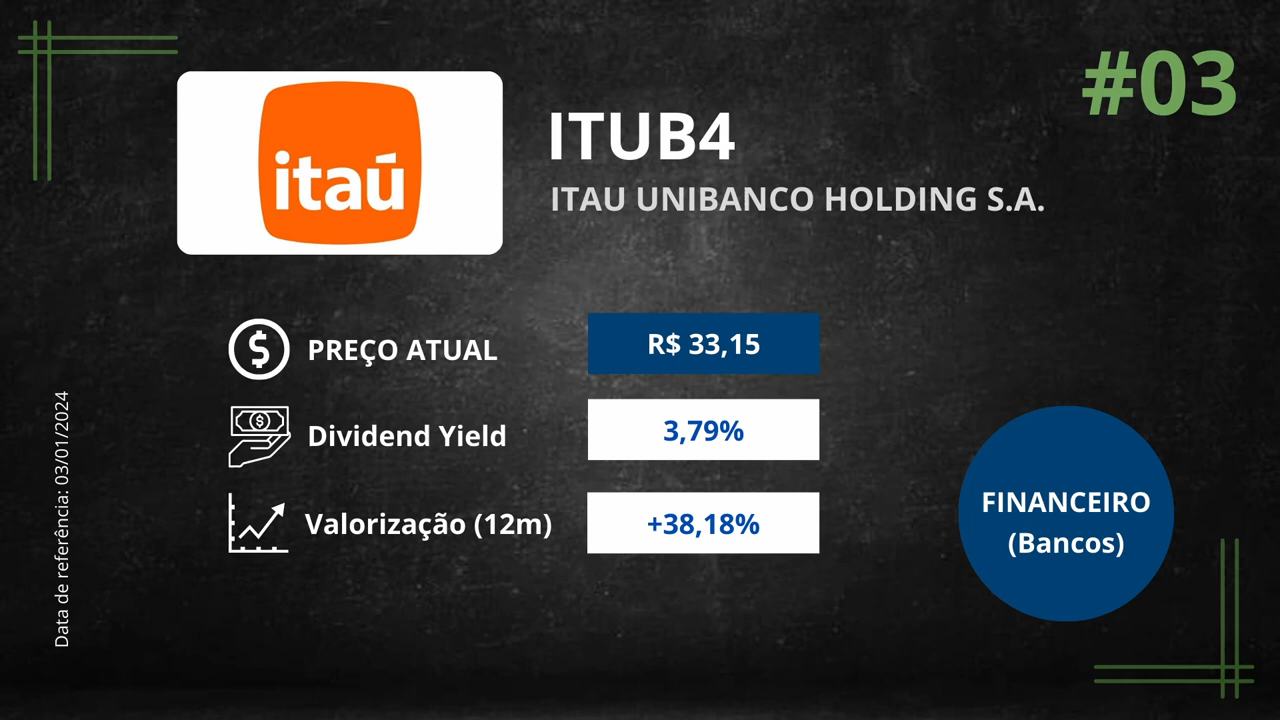 #03
itaú
ITUB4
ITAU UNIBANCO HOLDING S.A.
PREÇO ATUAL
R$ 33,15
Dividend Yield
3,79%
Valorização (12m)
+38,18%
FINANCEIRO
(Bancos)
Data de referência: 03/01/2024